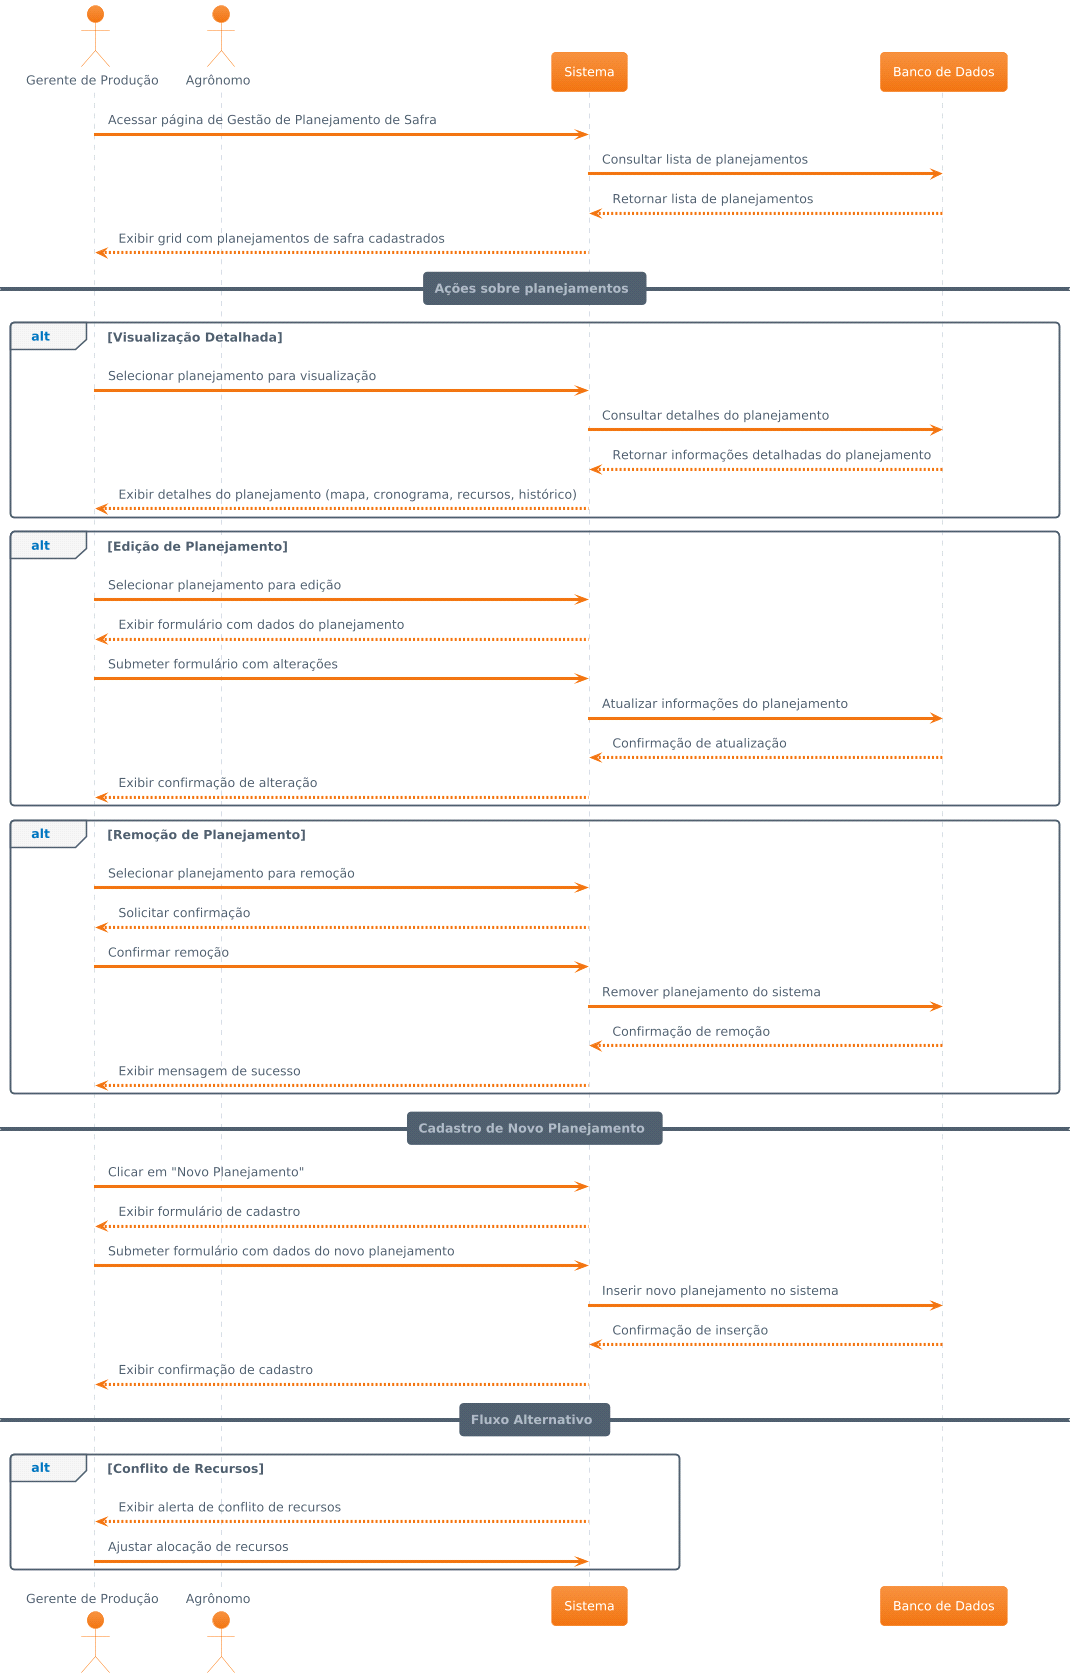 Gerente de Produção
Agrônomo
Sistema
Banco de Dados
Acessar página de Gestão de Planejamento de Safra
Consultar lista de planejamentos
Retornar lista de planejamentos
Exibir grid com planejamentos de safra cadastrados
Ações sobre planejamentos
alt
[Visualização Detalhada]
Selecionar planejamento para visualização
Consultar detalhes do planejamento
Retornar informações detalhadas do planejamento
Exibir detalhes do planejamento (mapa, cronograma, recursos, histórico)
alt
[Edição de Planejamento]
Selecionar planejamento para edição
Exibir formulário com dados do planejamento
Submeter formulário com alterações
Atualizar informações do planejamento
Confirmação de atualização
Exibir confirmação de alteração
alt
[Remoção de Planejamento]
Selecionar planejamento para remoção
Solicitar confirmação
Confirmar remoção
Remover planejamento do sistema
Confirmação de remoção
Exibir mensagem de sucesso
Cadastro de Novo Planejamento
Clicar em "Novo Planejamento"
Exibir formulário de cadastro
Submeter formulário com dados do novo planejamento
Inserir novo planejamento no sistema
Confirmação de inserção
Exibir confirmação de cadastro
Fluxo Alternativo
alt
[Conflito de Recursos]
Exibir alerta de conflito de recursos
Ajustar alocação de recursos
Gerente de Produção
Agrônomo
Sistema
Banco de Dados